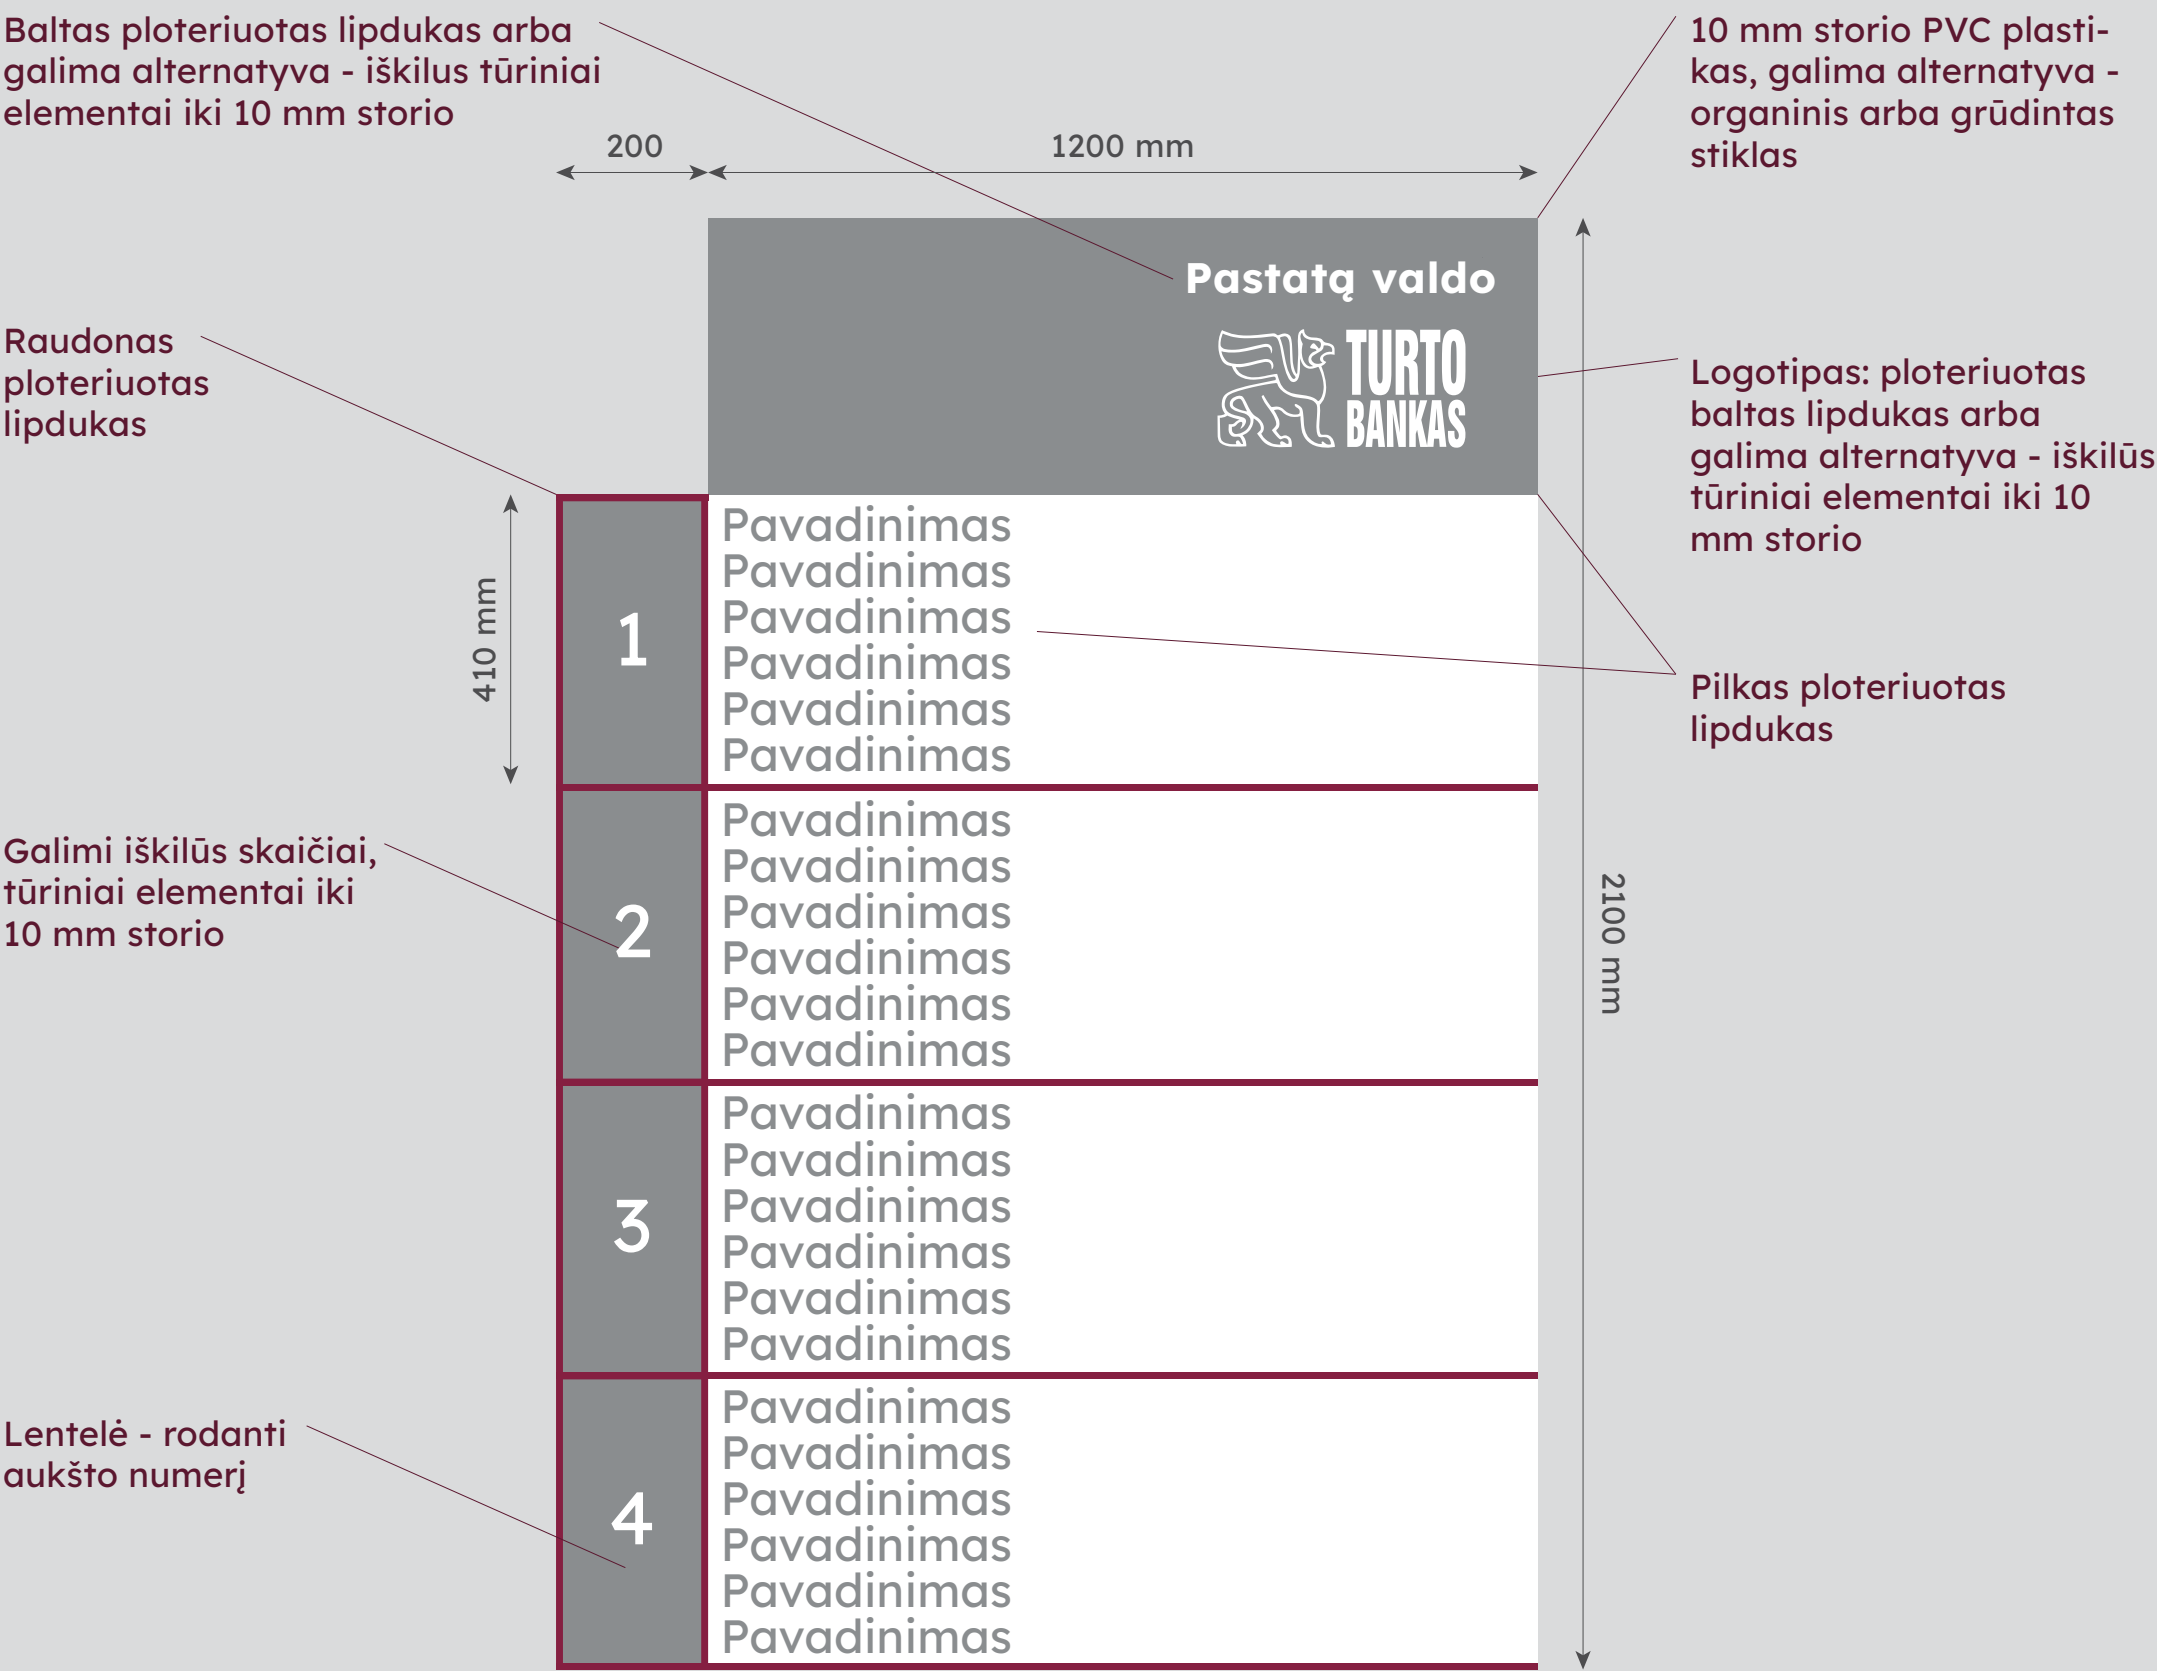 Baltas ploteriuotas lipdukas arba
galima alternatyva - iškilus tūriniai
elementai iki 10 mm storio
10 mm storio PVC plasti-
kas, galima alternatyva -
organinis arba grūdintas
stiklas
200
1200 mm
Pastatą valdo
TURTO
BANKAS
Raudonas
ploteriuotas
lipdukas
Logotipas: ploteriuotas
baltas lipdukas arba
galima alternatyva - iškilūs
tūriniai elementai iki 10
mm storio
410 mm
1
Pavadinimas
Pavadinimas
Pavadinimas
Pavadinimas
Pavadinimas
Pavadinimas
Pilkas ploteriuotas
lipdukas
Galimi iškilūs skaičiai,
tūriniai elementai iki
10 mm storio
2
Pavadinimas
Pavadinimas
Pavadinimas
Pavadinimas
Pavadinimas
Pavadinimas
2100 mm
3
Pavadinimas
Pavadinimas
Pavadinimas
Pavadinimas
Pavadinimas
Pavadinimas
Lentelė - rodanti
aukšto numerį
4
Pavadinimas
Pavadinimas
Pavadinimas
Pavadinimas
Pavadinimas
Pavadinimas